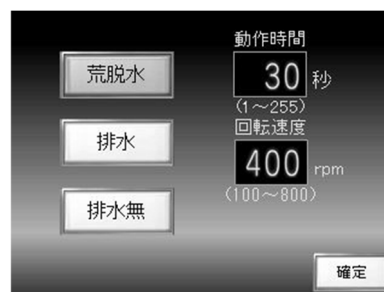 動作時間
荒脱水
30 秒
(1～255)
回転速度
排水
400 rpm
(100～800)
排水無
確定